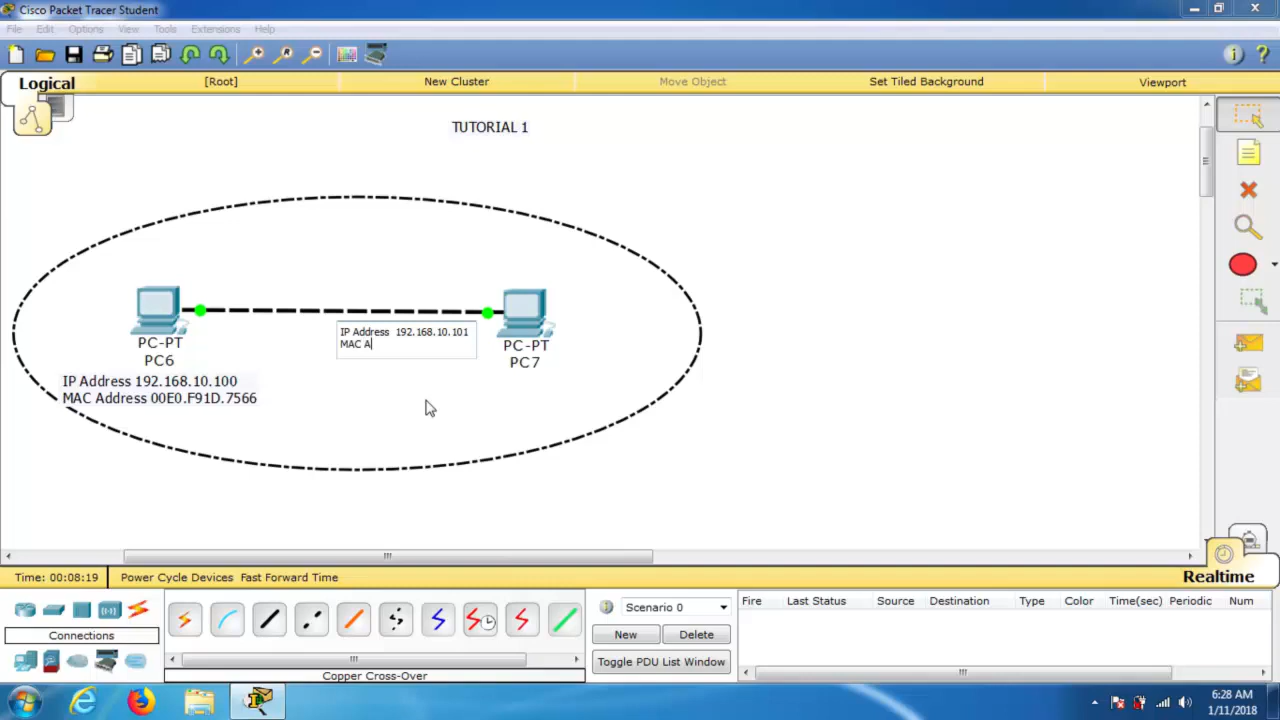 Cisco Packet Tracer Student
File Edit Options View Tools Extensions Help
Logical [Root] New Cluster Move Object Set Tiled Background Viewport
TUTORIAL 1
IP Address  192.168.10.101
MAC A
PC-PT
PC6
PC-PT
PC7
IP Address 192.168.10.100
MAC Address 00E0.F91D.7566
Time: 00:08:19 Power Cycle Devices Fast Forward Time
Realtime
Scenario 0
Fire Last Status Source Destination Type Color Time(sec) Periodic Num
Connections
New Delete
Toggle PDU List Window
Copper Cross-Over
6:28 AM
1/11/2018